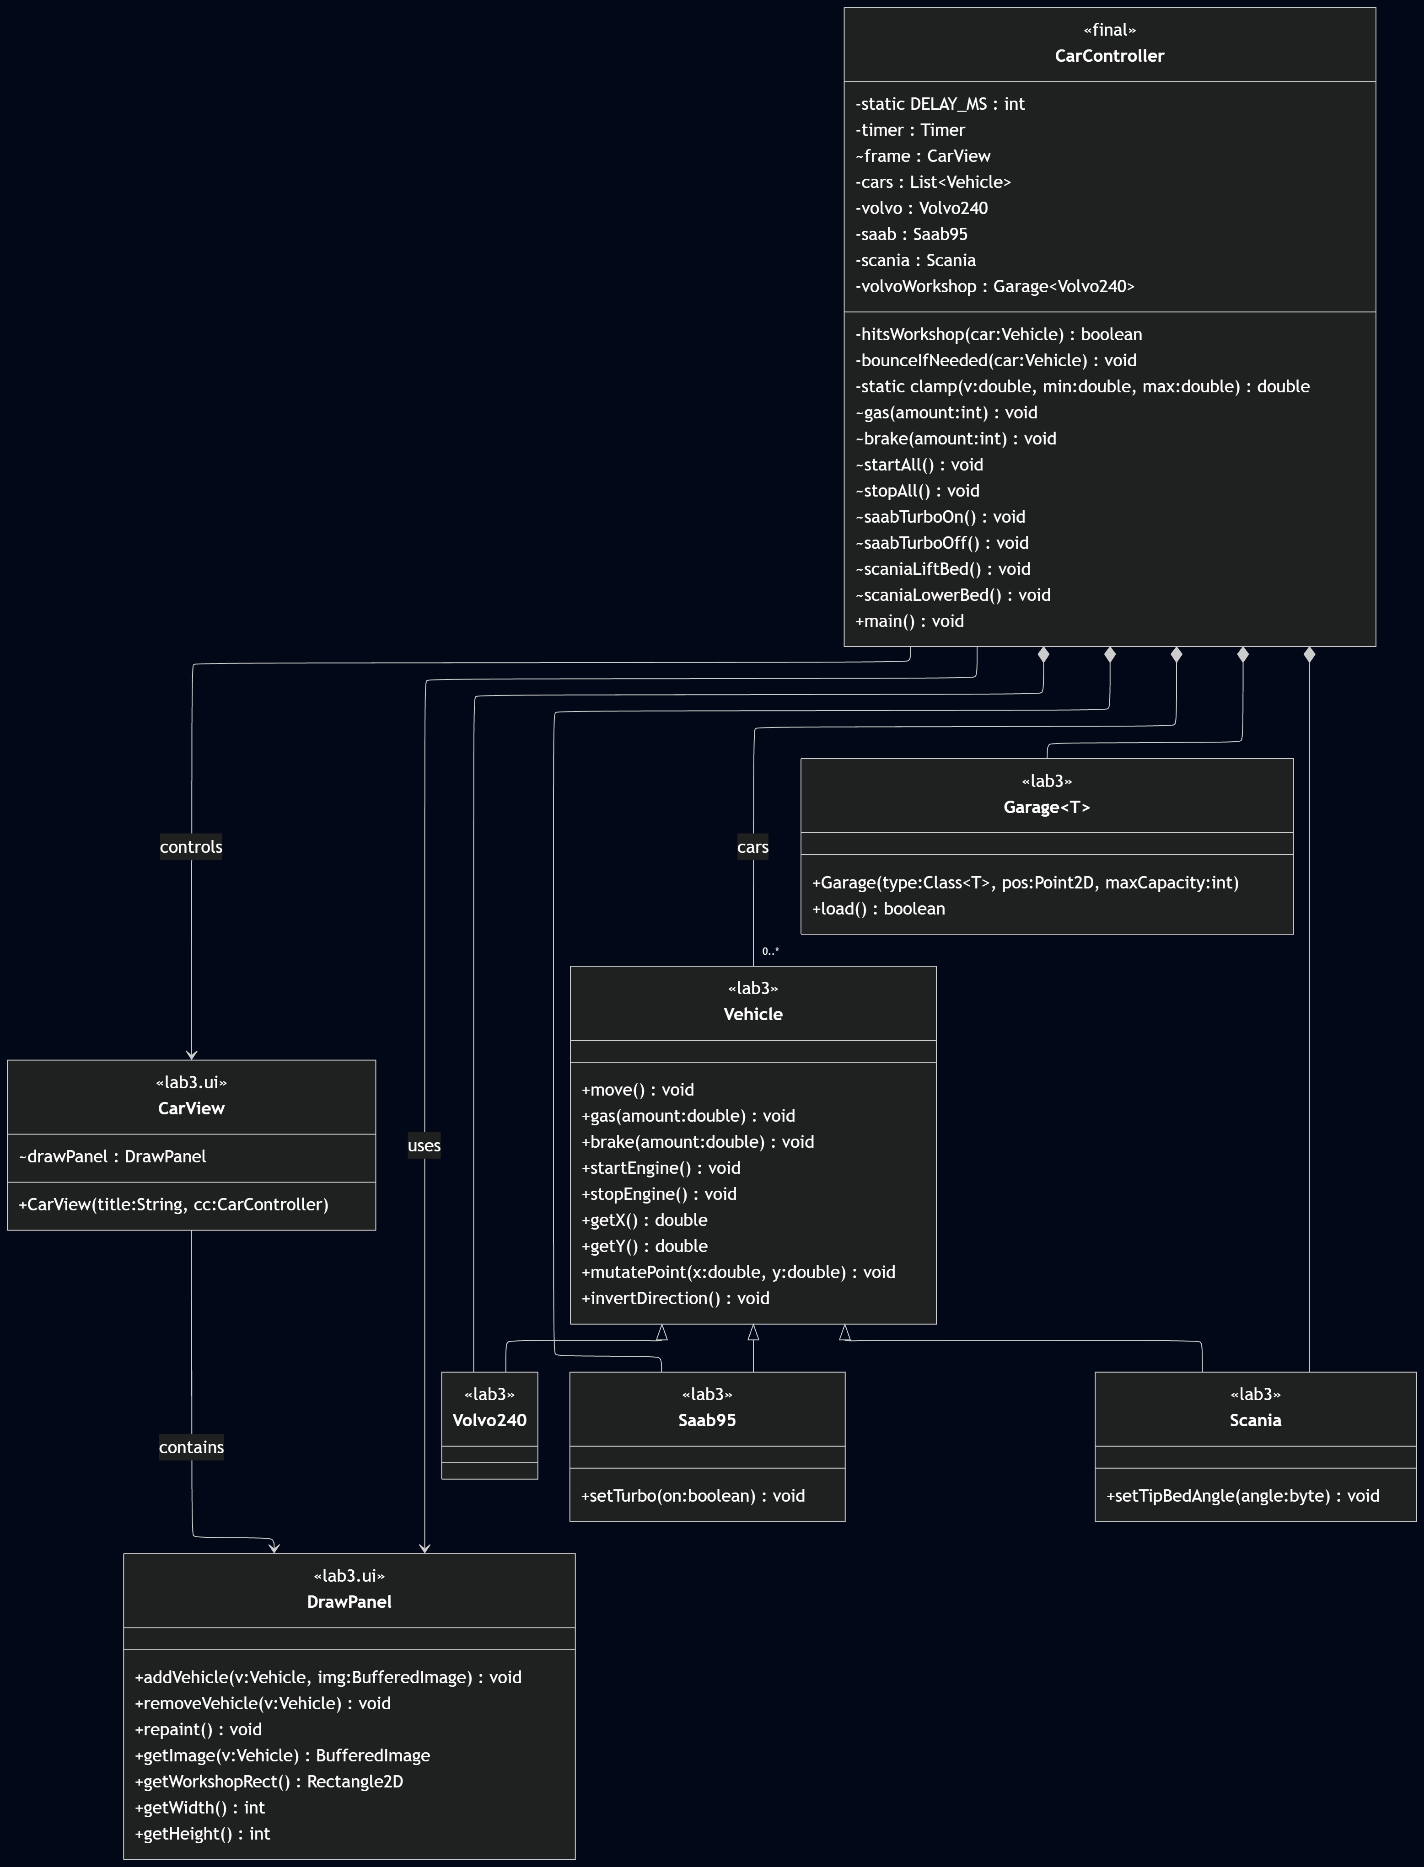 «final»
CarController
-static DELAY_MS : int
-timer : Timer
~frame : CarView
-cars : List<Vehicle>
-volvo : Volvo240
-saab : Saab95
-scania : Scania
-volvoWorkshop : Garage<Volvo240>
-hitsWorkshop(car:Vehicle) : boolean
-bounceIfNeeded(car:Vehicle) : void
-static clamp(v:double, min:double, max:double) : double
~gas(amount:int) : void
~brake(amount:int) : void
~startAll() : void
~stopAll() : void
~saabTurboOn() : void
~saabTurboOff() : void
~scaniaLiftBed() : void
~scaniaLowerBed() : void
+main() : void
controls
cars
«lab3»
Garage<T>
+Garage(type:Class<T>, pos:Point2D, maxCapacity:int)
+load() : boolean
0..*
«lab3»
Vehicle
+move() : void
+gas(amount:double) : void
+brake(amount:double) : void
+startEngine() : void
+stopEngine() : void
+getX() : double
+getY() : double
+mutatePoint(x:double, y:double) : void
+invertDirection() : void
«lab3.ui»
CarView
~drawPanel : DrawPanel
+CarView(title:String, cc:CarController)
uses
contains
«lab3»
Volvo240
«lab3»
Saab95
+setTurbo(on:boolean) : void
«lab3»
Scania
+setTipBedAngle(angle:byte) : void
«lab3.ui»
DrawPanel
+addVehicle(v:Vehicle, img:BufferedImage) : void
+removeVehicle(v:Vehicle) : void
+repaint() : void
+getImage(v:Vehicle) : BufferedImage
+getWorkshopRect() : Rectangle2D
+getWidth() : int
+getHeight() : int